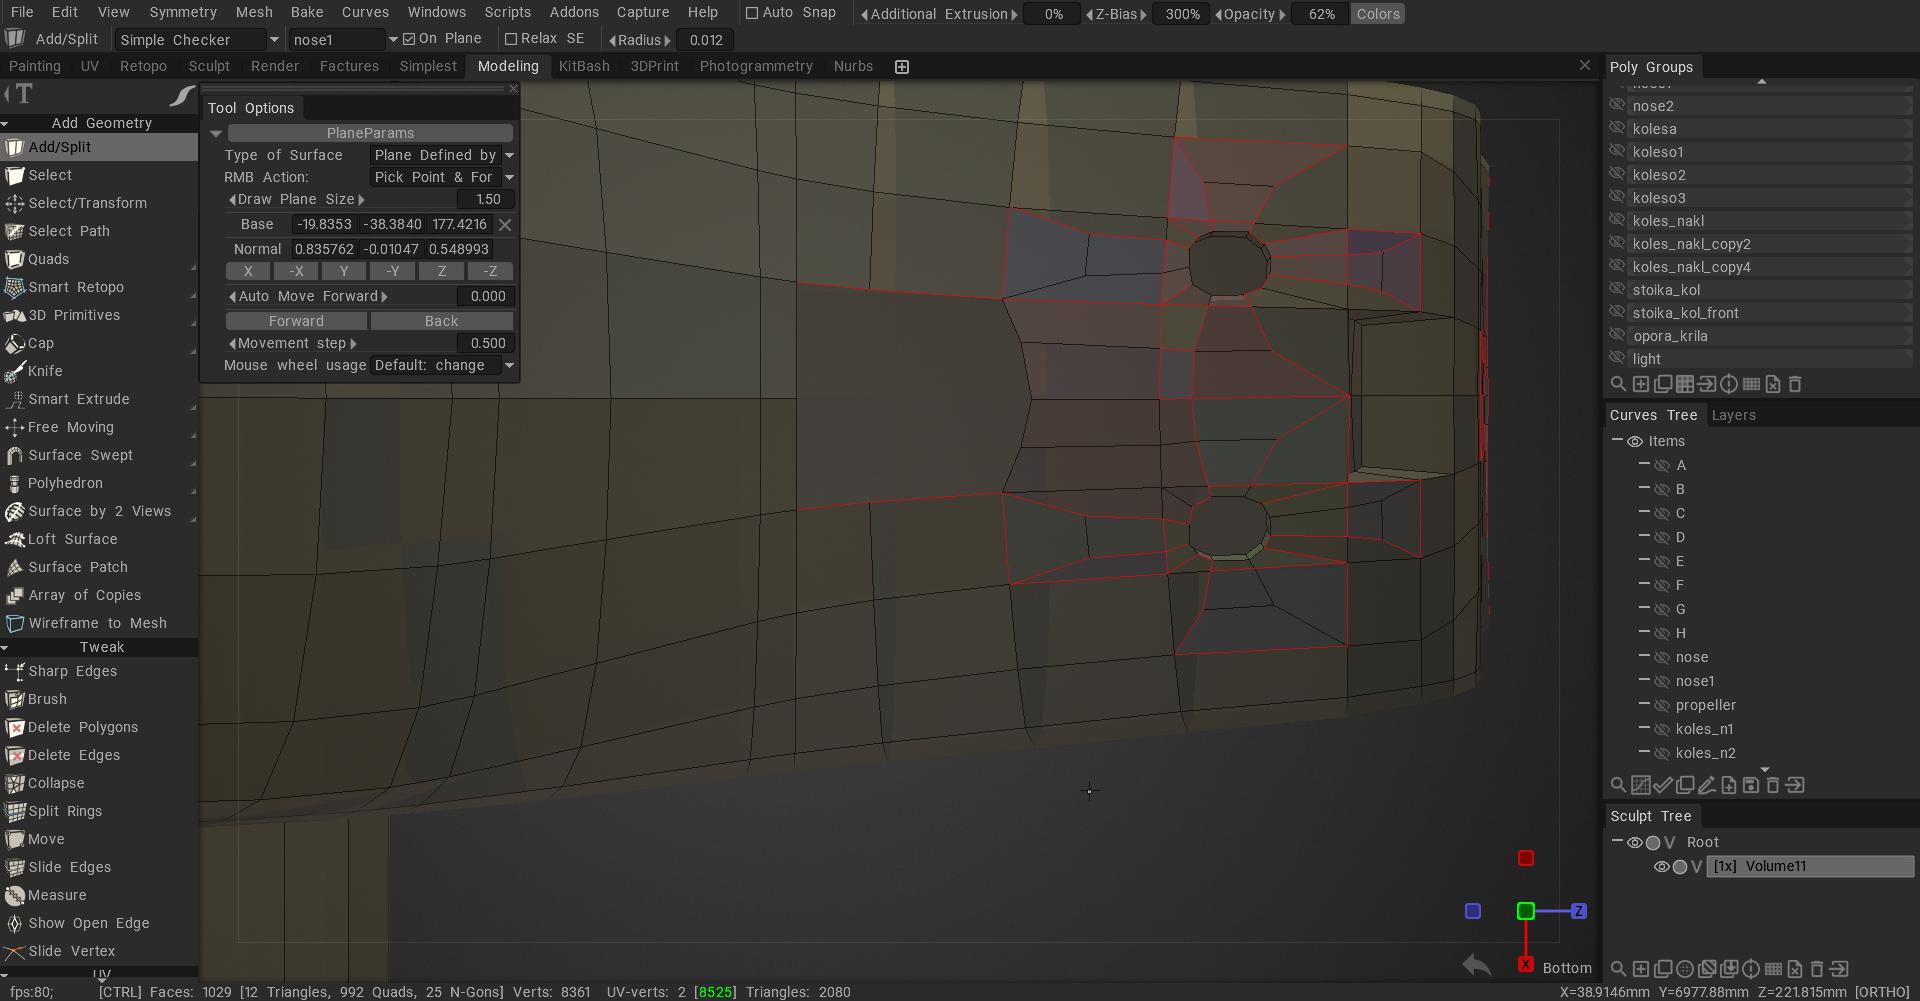 File Edit View Symmetry Mesh Bake Curves Windows Scripts Addons Capture Help Auto Snap Additional Extrusion 0% Z-Bias 300% Opacity 62% Colors
Add/Split Simple Checker nose1 On Plane Relax SE Radius 0.012
Painting UV Retopo Sculpt Render Factures Simplest Modeling KitBash 3DPrint Photogrammetry Nurbs
T
Add Geometry
Add/Split
Select
Select/Transform
Select Path
Quads
Smart Retopo
3D Primitives
Cap
Knife
Smart Extrude
Free Moving
Surface Swept
Polyhedron
Surface by 2 Views
Loft Surface
Surface Patch
Array of Copies
Wireframe to Mesh
Tweak
Sharp Edges
Brush
Delete Polygons
Delete Edges
Collapse
Split Rings
Move
Slide Edges
Measure
Show Open Edge
Slide Vertex
UV
Tool Options
PlaneParams
Type of Surface Plane Defined by
RMB Action: Pick Point & For
Draw Plane Size 1.50
Base -19.8353 -38.3840 177.4216
Normal 0.835762 -0.01047 0.548993
X -X Y -Y Z -Z
Auto Move Forward 0.000
Forward Back
Movement step 0.500
Mouse wheel usage Default: change
Poly Groups
nose1
nose2
kolesa
koleso1
koleso2
koleso3
koles_nakl
koles_nakl_copy2
koles_nakl_copy4
stoika_kol
stoika_kol_front
opora_krila
light
Curves Tree Layers
Items
A
B
C
D
E
F
G
H
nose
nose1
propeller
koles_n1
koles_n2
Sculpt Tree
V Root
V [1x] Volume11
Z
X Bottom
fps:80; [CTRL] Faces: 1029 [12 Triangles, 992 Quads, 25 N-Gons] Verts: 8361 UV-verts: 2 [8525] Triangles: 2080 X=38.9146mm Y=6977.88mm Z=221.815mm [ORTHO]